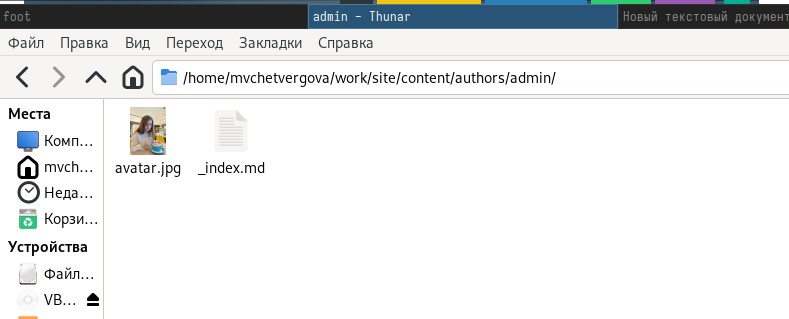 foot
admin – Thunar
Новый текстовый документ
Файл Правка Вид Переход Закладки Справка
/home/mvchetvergova/work/site/content/authors/admin/
Места
Комп…
mvch…
Неда…
Корзи…
Устройства
Файл…
VB…
avatar.jpg
_index.md